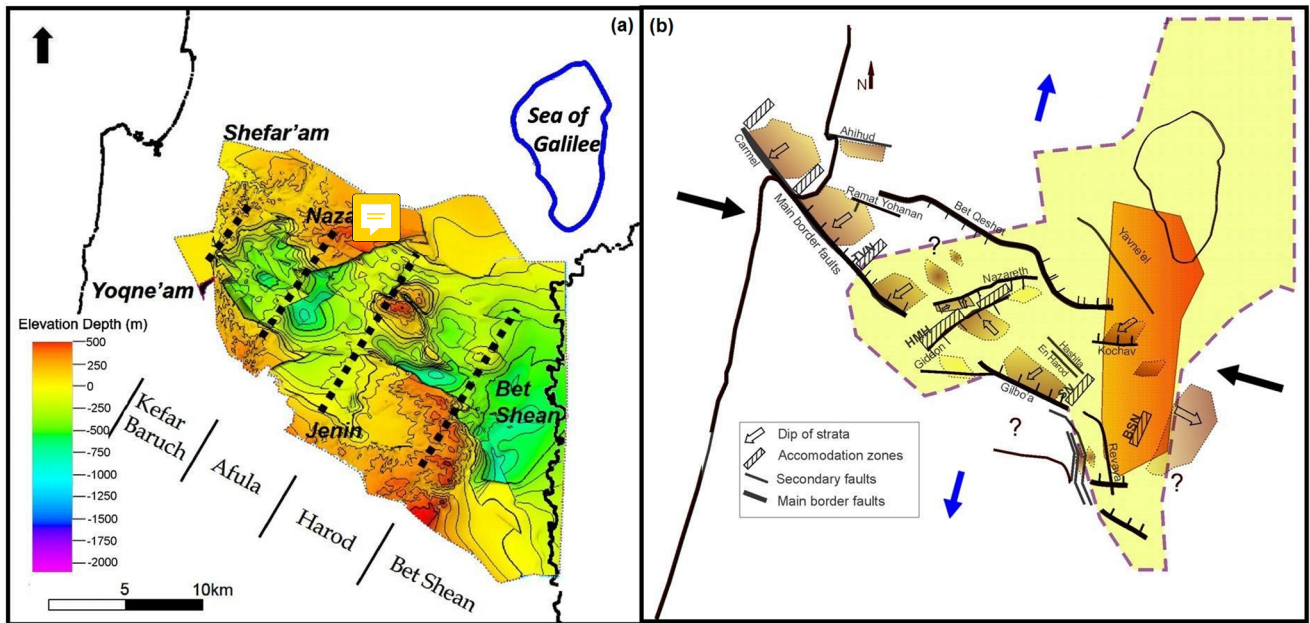 (a)
Sea of
Galilee
Shefar'am
Naza
Yoqne'am
Elevation Depth (m)
500
250
0
-250
-500
-750
-1000
-1250
-1500
-1750
-2000
Bet
Shean
Jenin
Kefar
Baruch
Afula
Harod
Bet Shean
5
10km
(b)
N
Ahihud
Carmel
Ramat Yohanan
Bet Qeshet
Main border faults
?
Yavne'el
Nazareth
HMH
Gideon
Kochav
Hashita
En Harod
Gilbo'a
BSN
Revaya
?
?
Dip of strata
Accomodation zones
Secondary faults
Main border faults